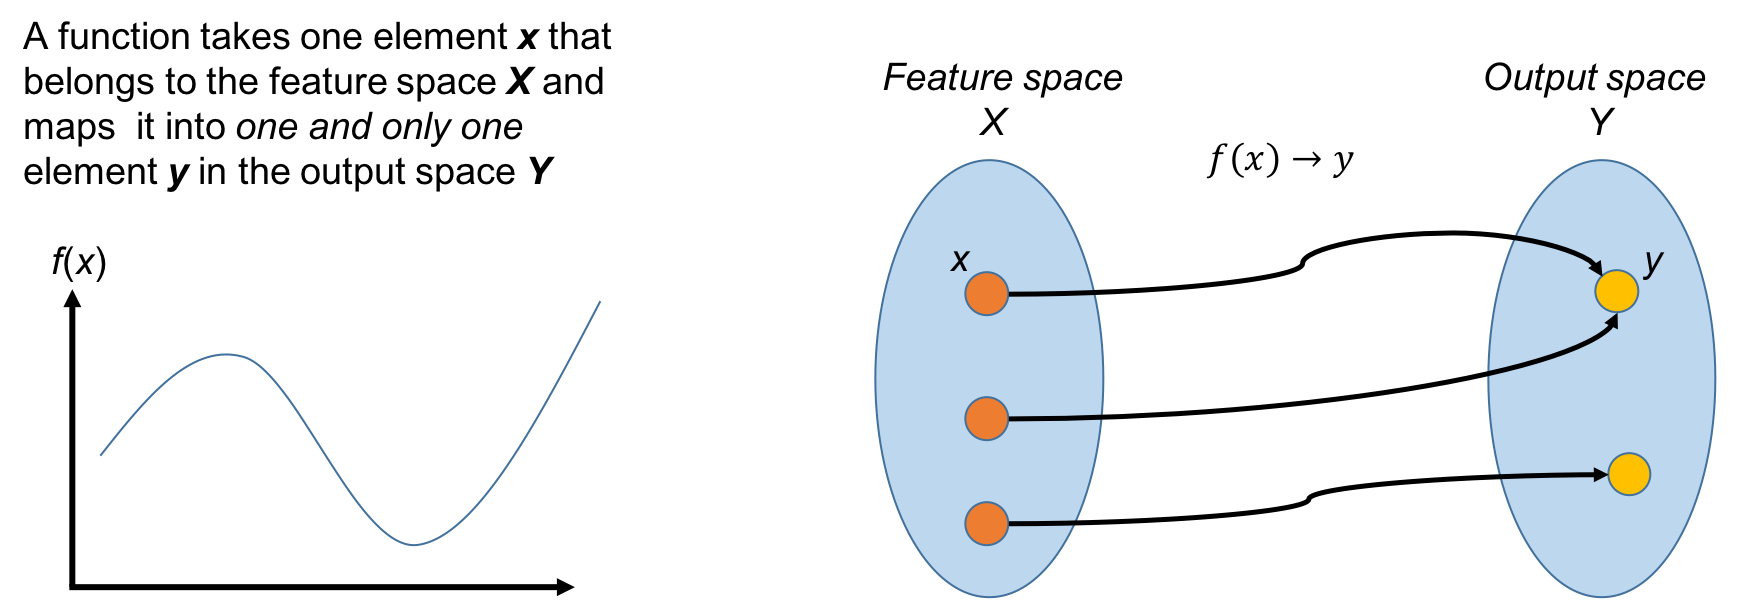 A function takes one element x that
belongs to the feature space X and
maps  it into one and only one
element y in the output space Y
f(x)
Feature space
X
Output space
Y
f(x) → y
x
y